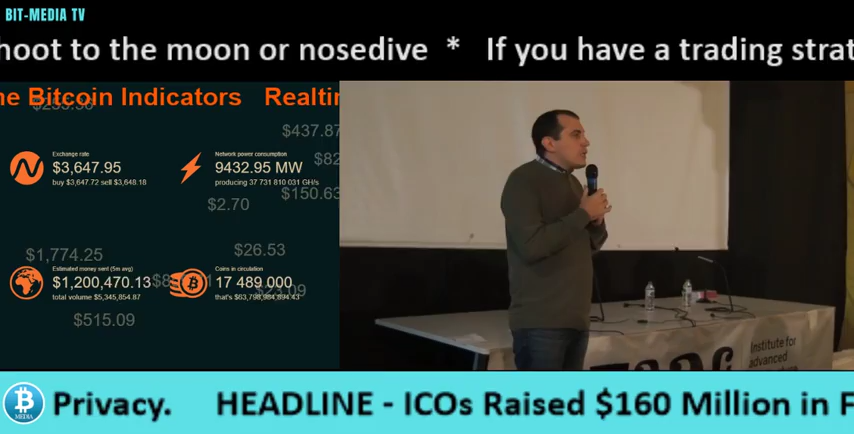 BIT-MEDIA TV
hoot to the moon or nosedive * If you have a trading strat
ne Bitcoin Indicators Realtin
$437.87
Exchange rate
$3,647.95
buy $3,647.72 sell $3,648.18
Network power consumption
9432.95 MW
producing 37 731 810 031 GH/s
$82
$150.63
$2.70
$1,774.25
$26.53
Estimated money sent (5m avg)
$1,200,470.13
total volume $5,345,854.87
Coins in circulation
17 489 000
$515.09
Institute for
advanced
B
MEDIA
Privacy. HEADLINE - ICOs Raised $160 Million in F